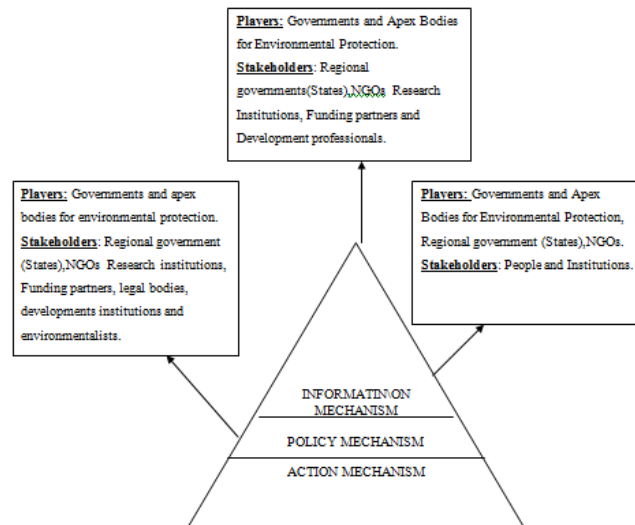 Players: Governments and Apex Bodies
for Environmental Protection.
Stakeholders: Regional
governments(States),NGOs Research
Institutions, Funding partners and
Development professionals.
Players: Governments and apex
bodies for environmental protection.
Stakeholders: Regional government
(States),NGOs Research institutions,
Funding partners, legal bodies,
developments institutions and
environmentalists.
Players: Governments and Apex
Bodies for Environmental Protection,
Regional government (States),NGOs.
Stakeholders: People and Institutions.
INFORMATIN\ON
MECHANISM
POLICY MECHANISM
ACTION MECHANISM